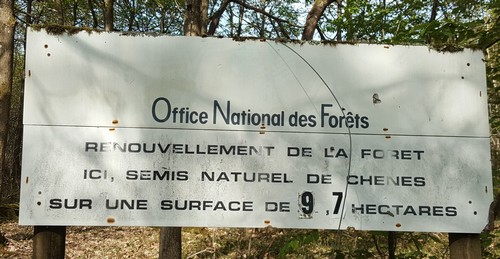 Office National des Forêts
RENOUVELLEMENT DE LA FORET
ICI, SEMIS NATUREL DE CHENES
SUR UNE SURFACE DE 9,7 HECTARES